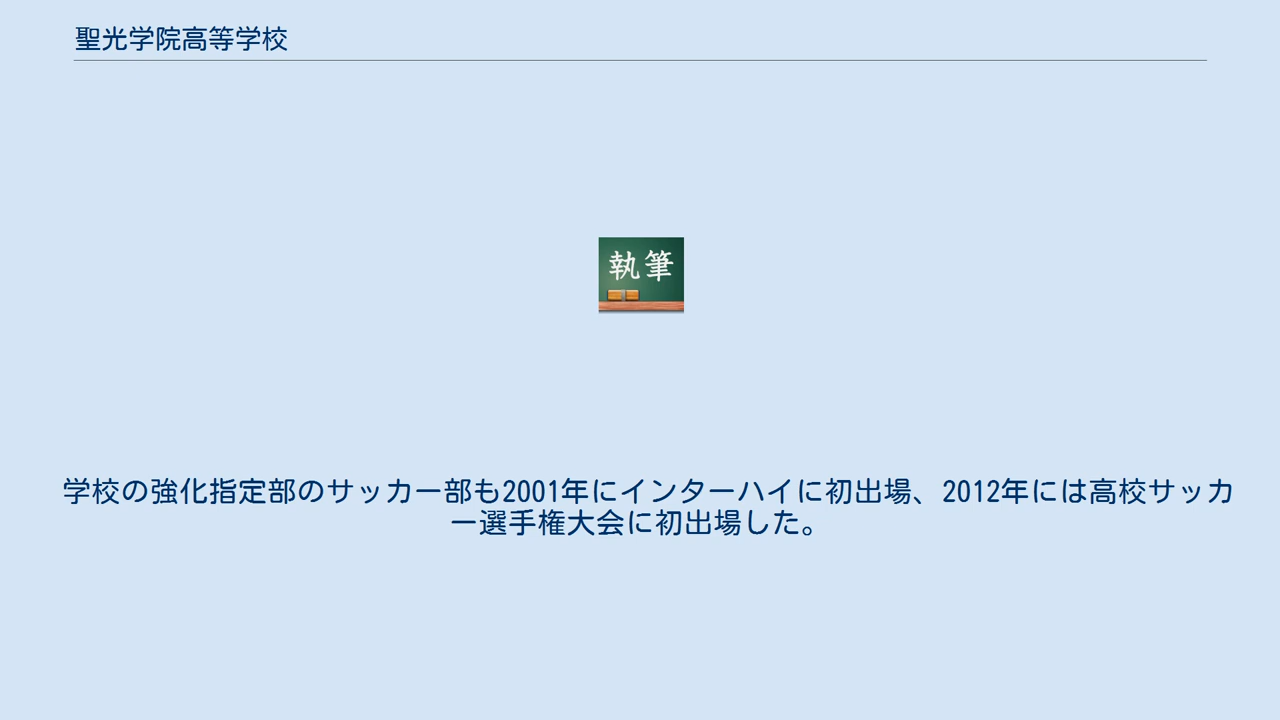 聖光学院高等学校
執筆
学校の強化指定部のサッカー部も2001年にインターハイに初出場、2012年には高校サッカ
ー選手権大会に初出場した。